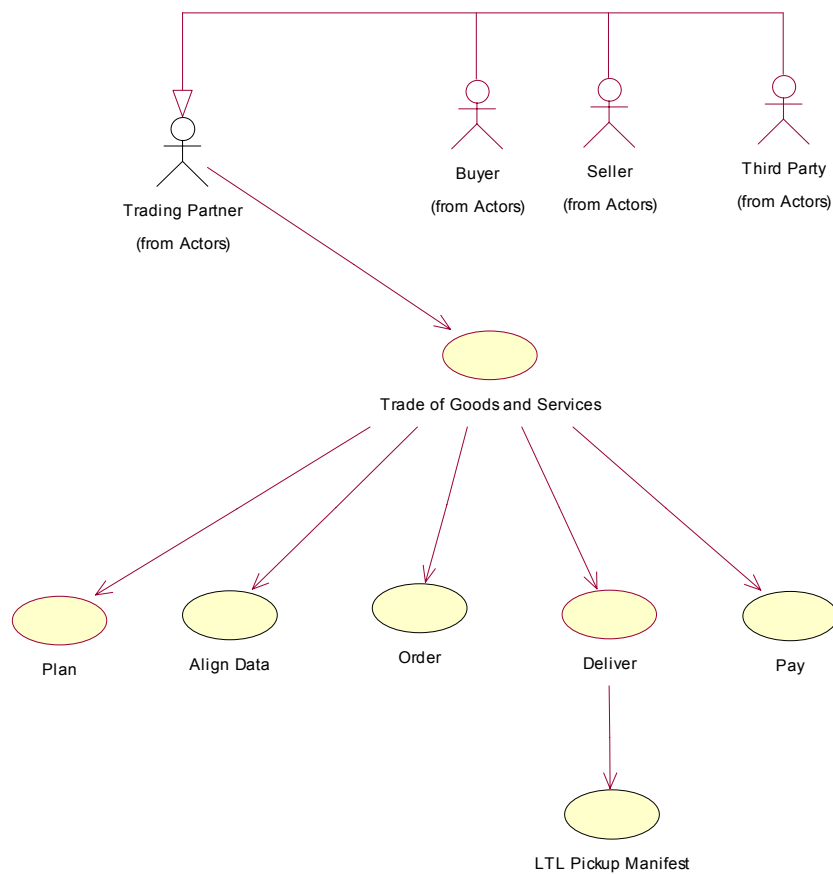 Trading Partner
(from Actors)
Buyer
(from Actors)
Seller
(from Actors)
Third Party
(from Actors)
Trade of Goods and Services
Plan
Align Data
Order
Deliver
Pay
LTL Pickup Manifest